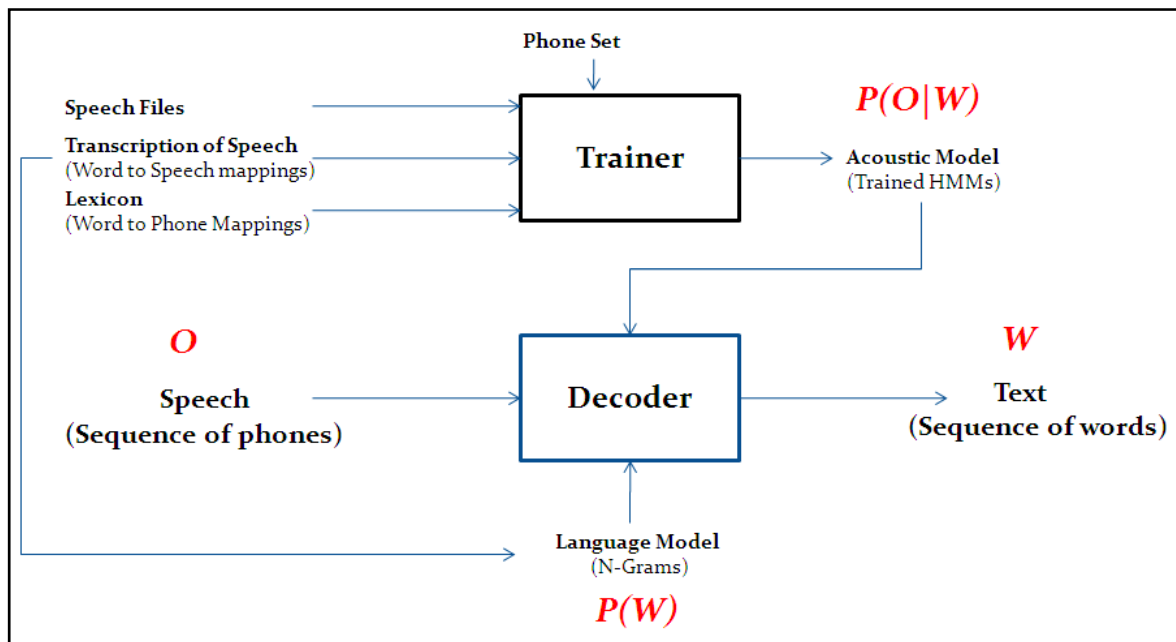 Phone Set
Speech Files
Transcription of Speech
(Word to Speech mappings)
Lexicon
(Word to Phone Mappings)
Trainer
P(O|W)
Acoustic Model
(Trained HMMs)
O
Speech
(Sequence of phones)
Decoder
W
Text
(Sequence of words)
Language Model
(N-Grams)
P(W)